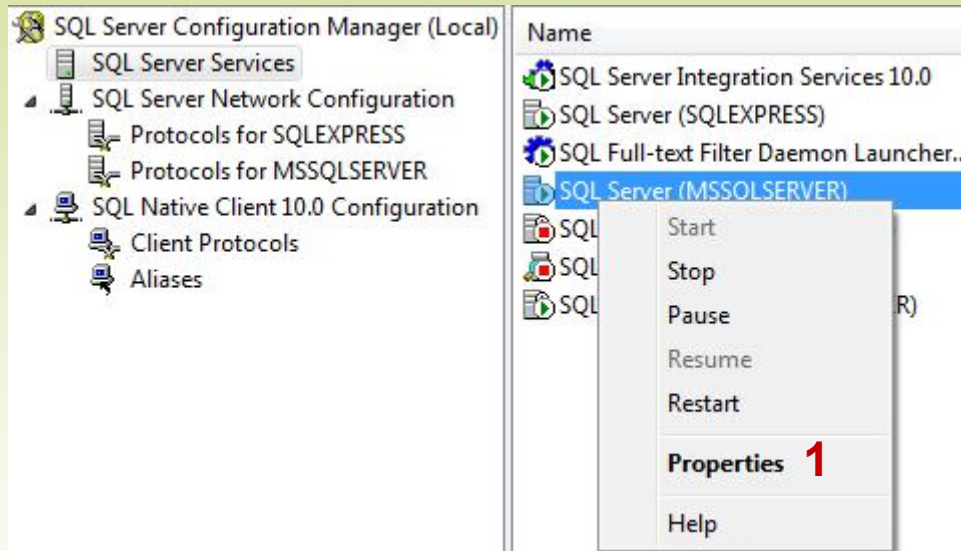 SQL Server Configuration Manager (Local)
SQL Server Services
SQL Server Network Configuration
Protocols for SQLEXPRESS
Protocols for MSSQLSERVER
SQL Native Client 10.0 Configuration
Client Protocols
Aliases
Name
SQL Server Integration Services 10.0
SQL Server (SQLEXPRESS)
SQL Full-text Filter Daemon Launcher..
SQL Server (MSSQLSERVER)
SQL
SQL
SQL R)
Start
Stop
Pause
Resume
Restart
Properties 1
Help